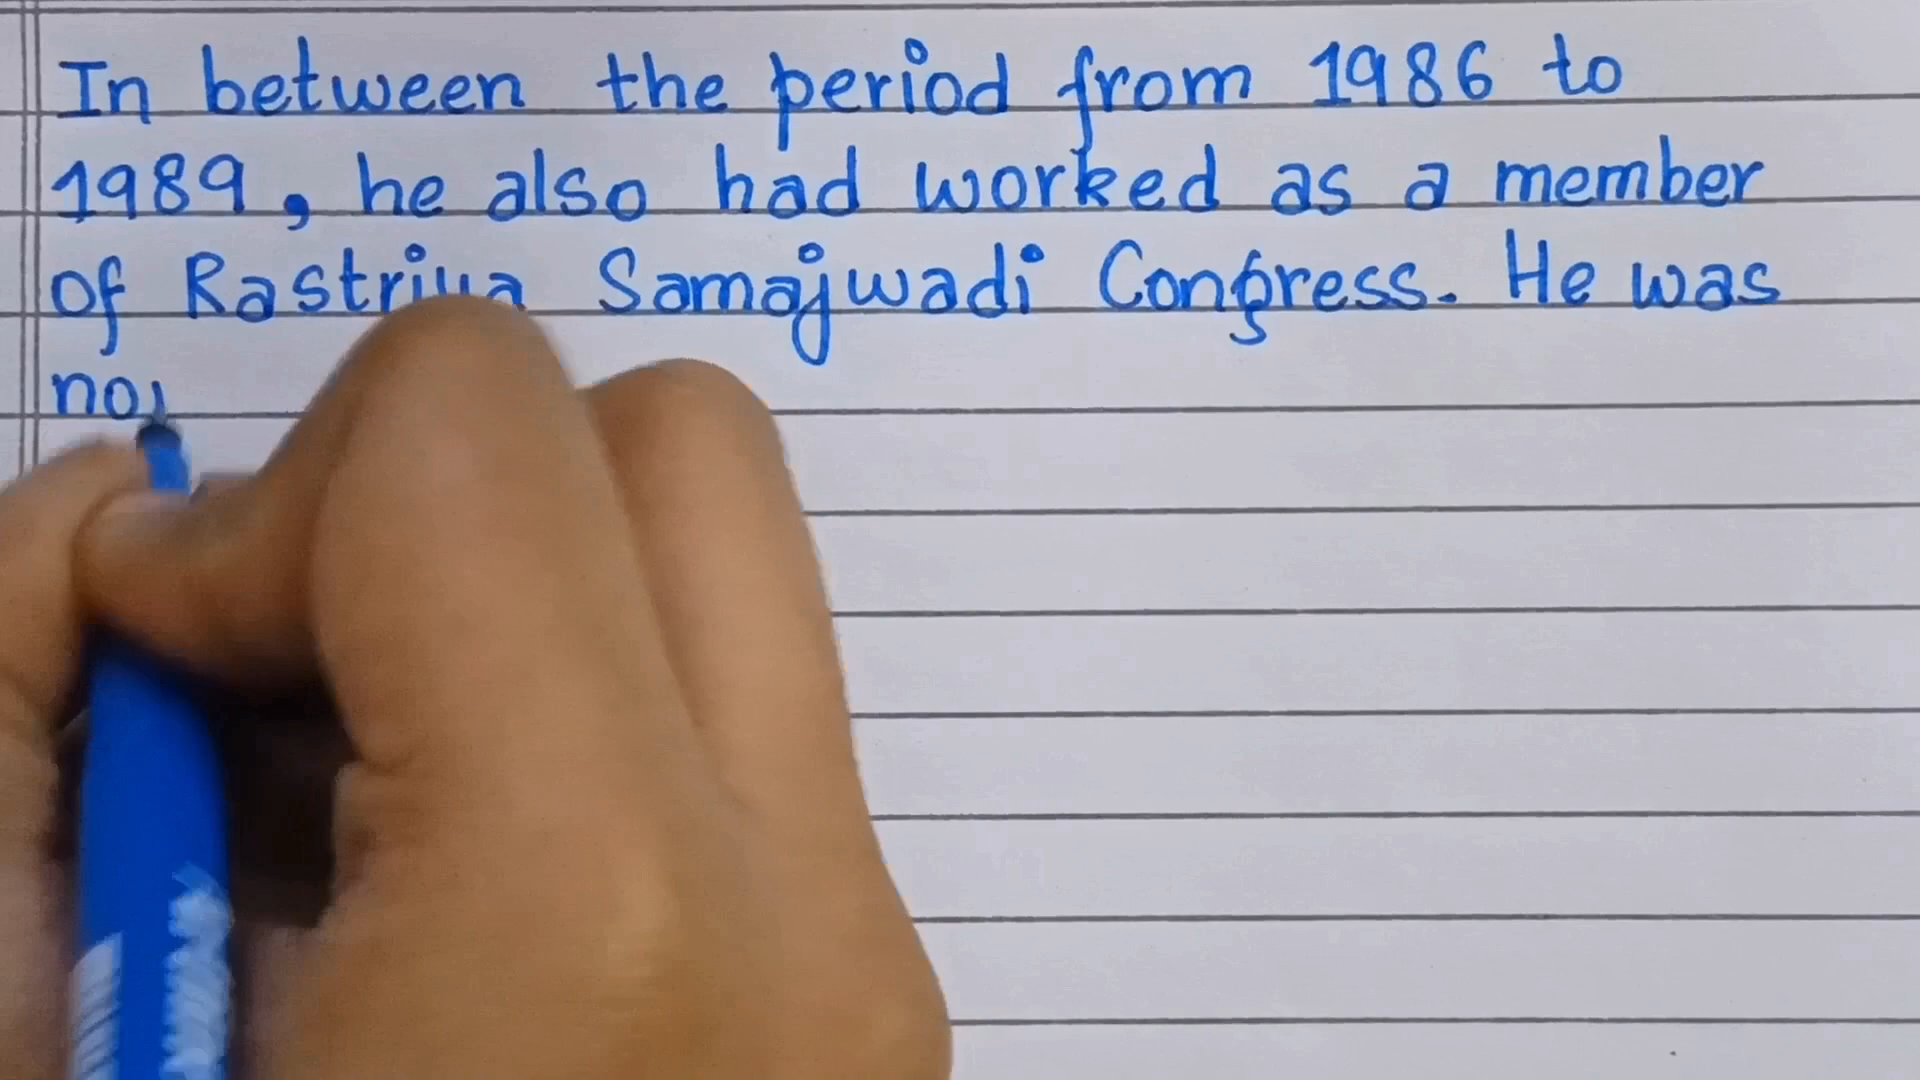 In between the period from 1986 to
1989, he also had worked as a member
of Rastriya Samajwadi Congress. He was